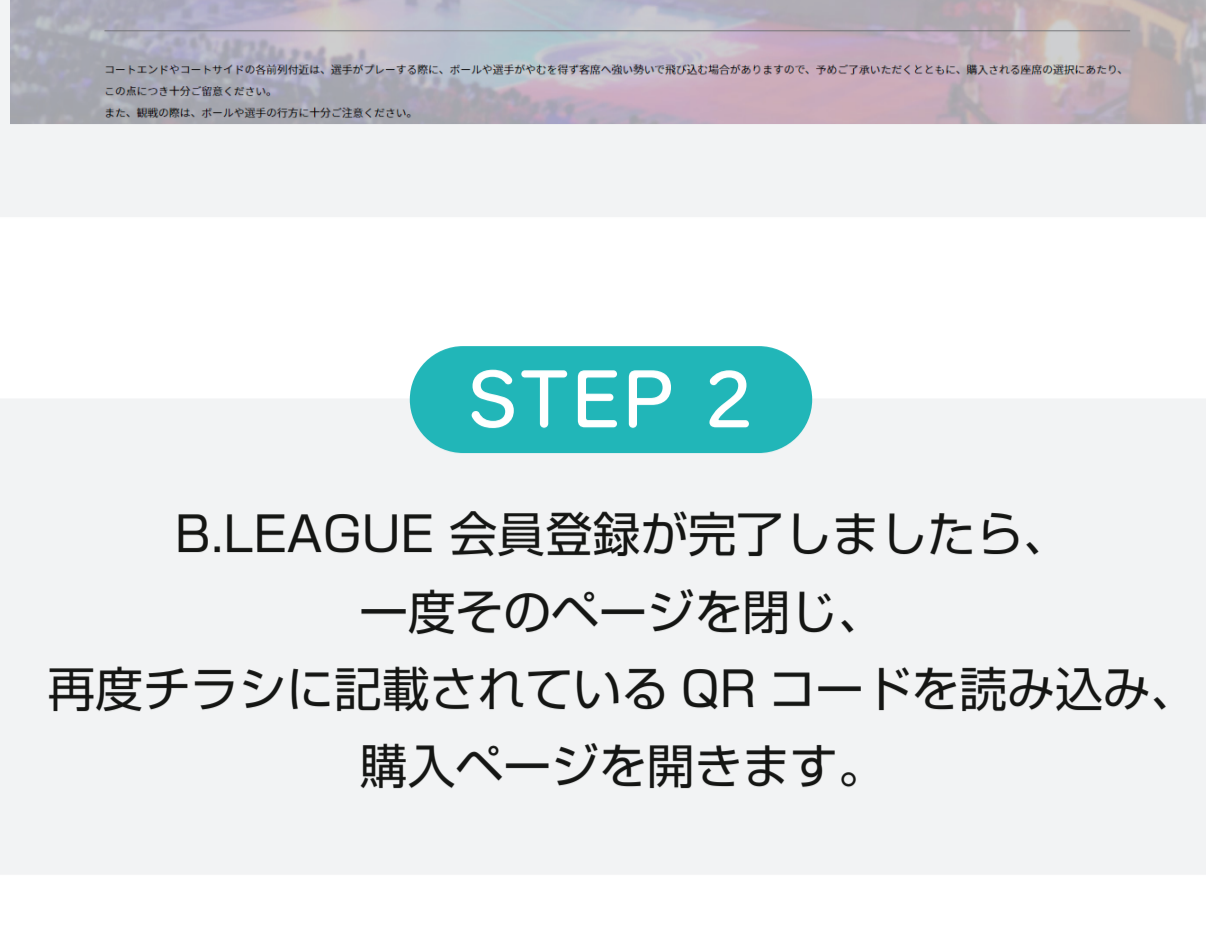 コートエンドやコートサイドの各前列付近は、選手がプレーする際に、ボールや選手がやむを得ず客席へ強い勢いで飛び込む場合がありますので、予めご了承いただくとともに、購入される座席の選択にあたり、
この点につき十分ご留意ください。
また、観戦の際は、ボールや選手の行方に十分ご注意ください。
STEP 2
B.LEAGUE 会員登録が完了しましたら、
一度そのページを閉じ、
再度チラシに記載されている QR コードを読み込み、
購入ページを開きます。